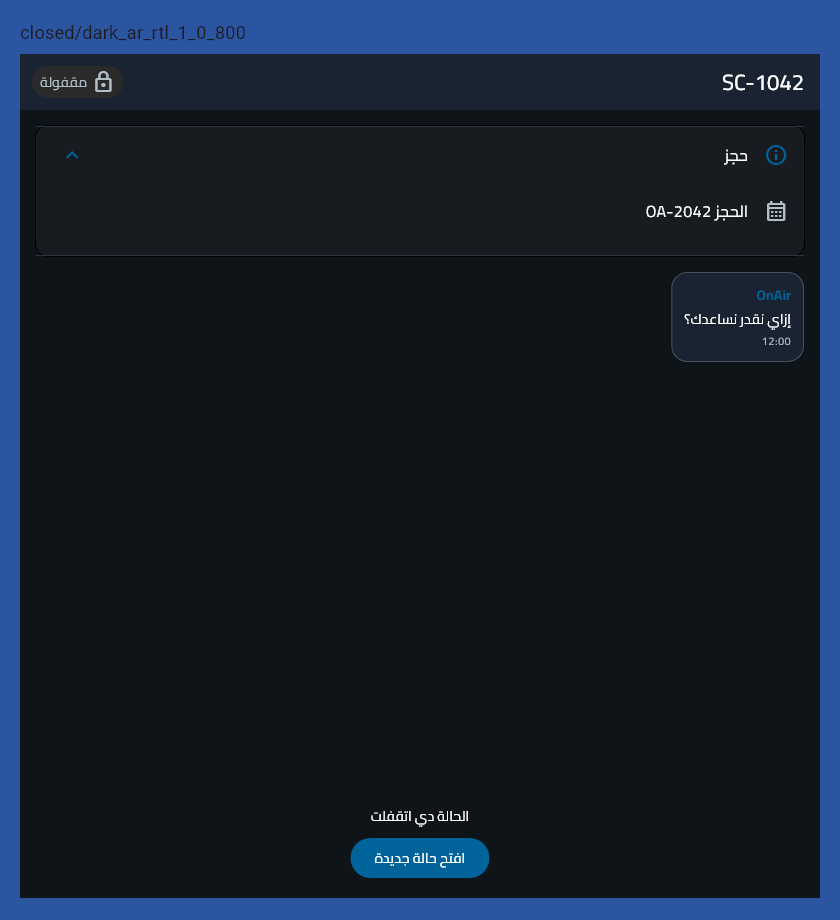 closed/dark_ar_rtl_1_0_800
SC-1042
مقفولة
حجز
الحجز OA-2042
OnAir
إزاي نقدر نساعدك؟
12:00
الحالة دي اتقفلت
افتح حالة جديدة